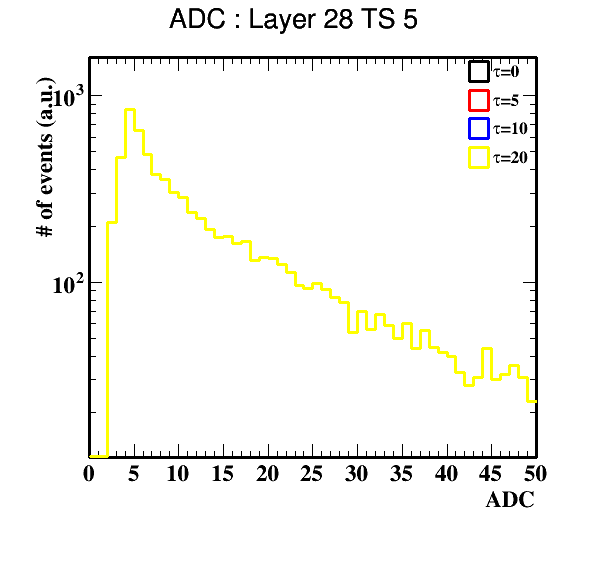 ADC : Layer 28 TS 5
# of events (a.u.)
10³
10²
τ=0
τ=5
τ=10
τ=20
0 5 10 15 20 25 30 35 40 45 50
ADC